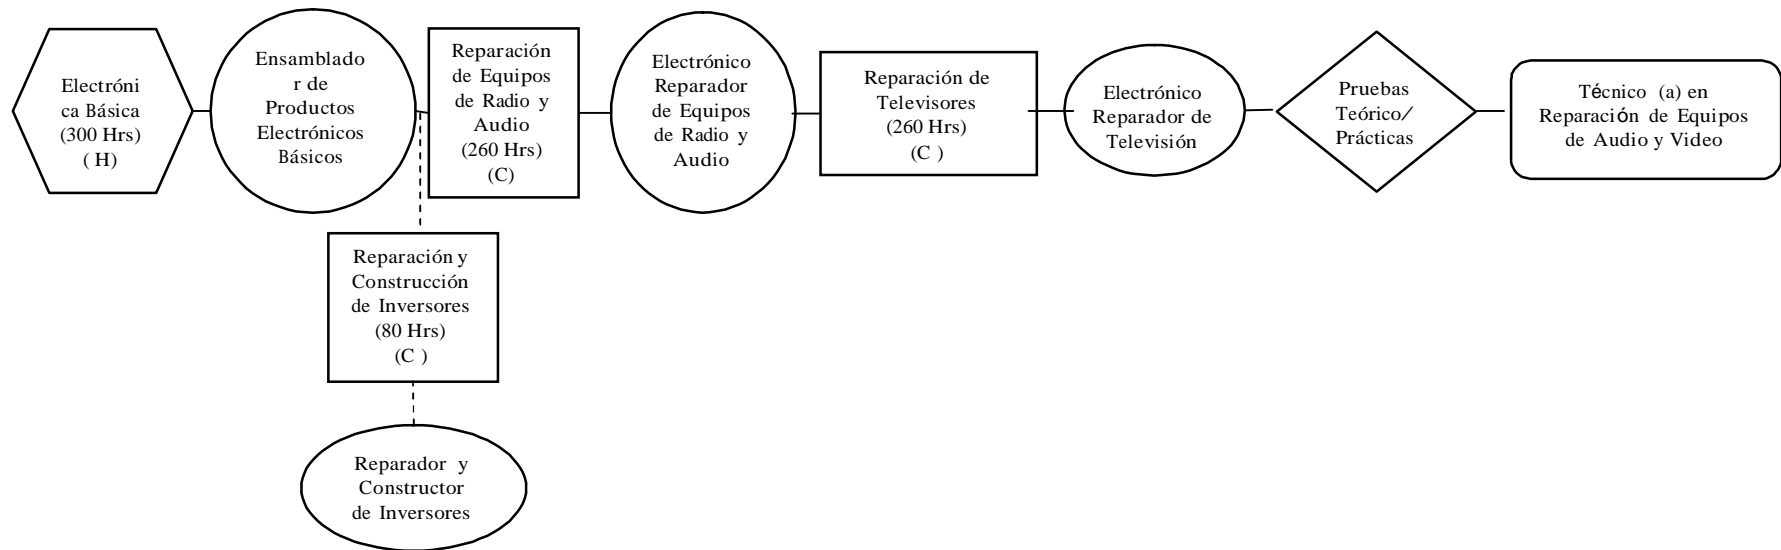 Electróni
ca Básica
(300 Hrs)
( H)
Ensamblado
r de
Productos
Electrónicos
Básicos
Reparación
de Equipos
de Radio y
Audio
(260 Hrs)
(C)
Electrónico
Reparador
de Equipos
de Radio y
Audio
Reparación de
Televisores
(260 Hrs)
(C )
Electrónico
Reparador de
Televisión
Pruebas
Teórico/
Prácticas
Técnico (a) en
Reparación de Equipos
de Audio y Video
Reparación y
Construcción
de Inversores
(80 Hrs)
(C )
Reparador y
Constructor
de Inversores